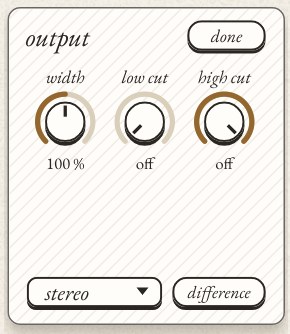 output done
width low cut high cut
100 % off off
stereo difference